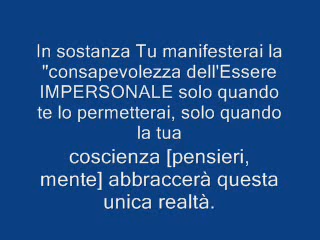 In sostanza Tu manifesterai la
"consapevolezza dell'Essere
IMPERSONALE solo quando
te lo permetterai, solo quando
la tua
coscienza [pensieri,
mente] abbraccerà questa
unica realtà.